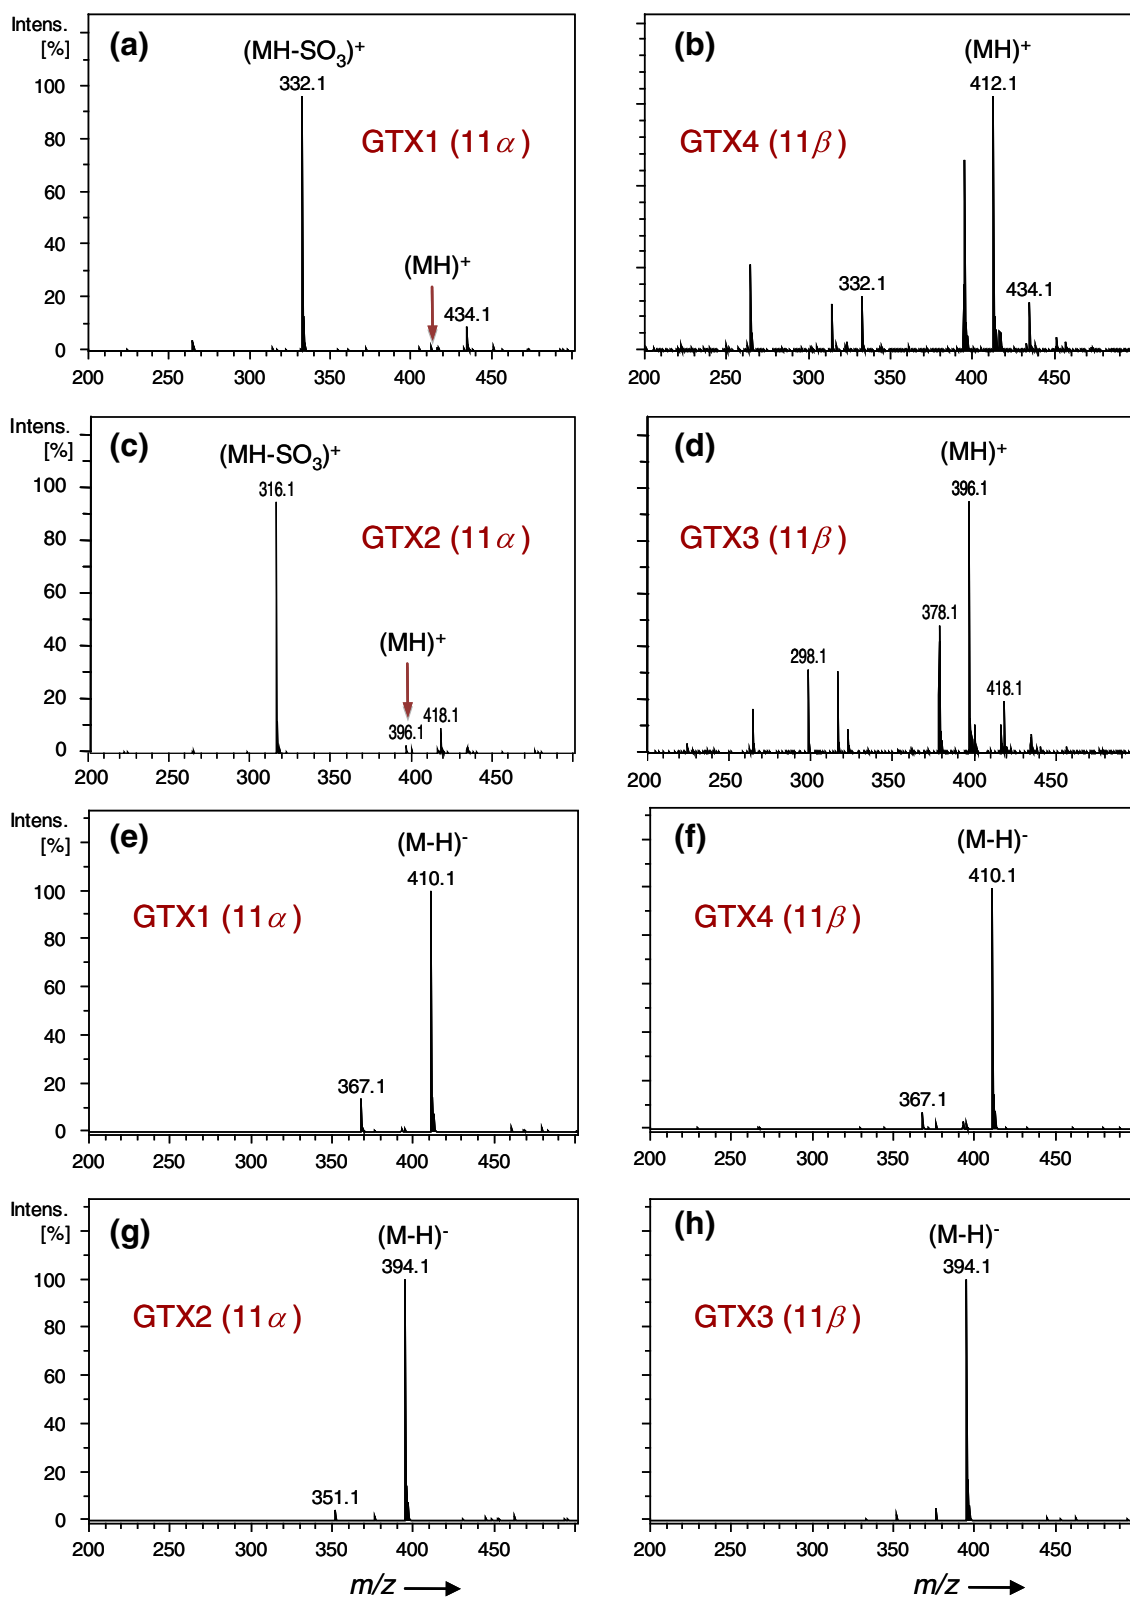 Intens.
[%]
(a)
(MH-SO₃)⁺
332.1
GTX1 (11α)
(MH)⁺
434.1
100
80
60
40
20
0
200 250 300 350 400 450
(b)
(MH)⁺
412.1
GTX4 (11β)
332.1
434.1
200 250 300 350 400 450
Intens.
[%]
(c)
(MH-SO₃)⁺
316.1
GTX2 (11α)
(MH)⁺
396.1
418.1
100
80
60
40
20
0
200 250 300 350 400 450
(d)
(MH)⁺
396.1
GTX3 (11β)
378.1
298.1
418.1
200 250 300 350 400 450
Intens.
[%]
(e)
(M-H)⁻
410.1
GTX1 (11α)
367.1
100
80
60
40
20
0
200 250 300 350 400 450
(f)
(M-H)⁻
410.1
GTX4 (11β)
367.1
200 250 300 350 400 450
Intens.
[%]
(g)
(M-H)⁻
394.1
GTX2 (11α)
351.1
100
80
60
40
20
0
200 250 300 350 400 450
m/z
(h)
(M-H)⁻
394.1
GTX3 (11β)
200 250 300 350 400 450
m/z